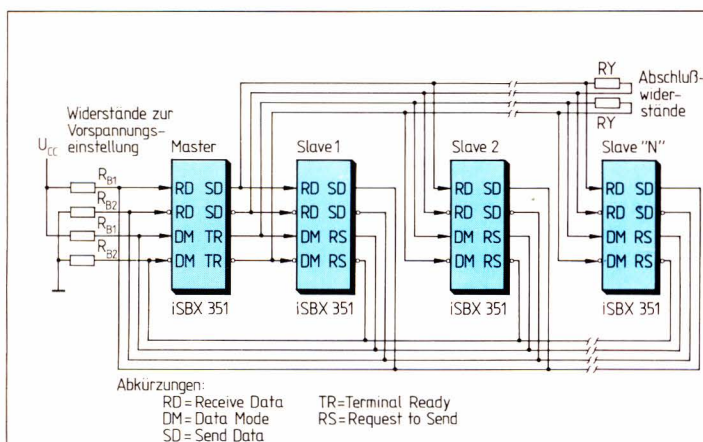 RY
Abschluß-
wider-
stände
RY
Widerstände zur
Vorspannungs-
einstellung
U_CC
Master
Slave 1
Slave 2
Slave "N"
R_B1
R_B2
R_B1
R_B2
RD SD
RD SD
DM TR
DM TR
RD SD
RD SD
DM RS
DM RS
RD SD
RD SD
DM RS
DM RS
RD SD
RD SD
DM RS
DM RS
iSBX 351
iSBX 351
iSBX 351
iSBX 351
Abkürzungen:
RD=Receive Data TR=Terminal Ready
DM=Data Mode RS=Request to Send
SD=Send Data